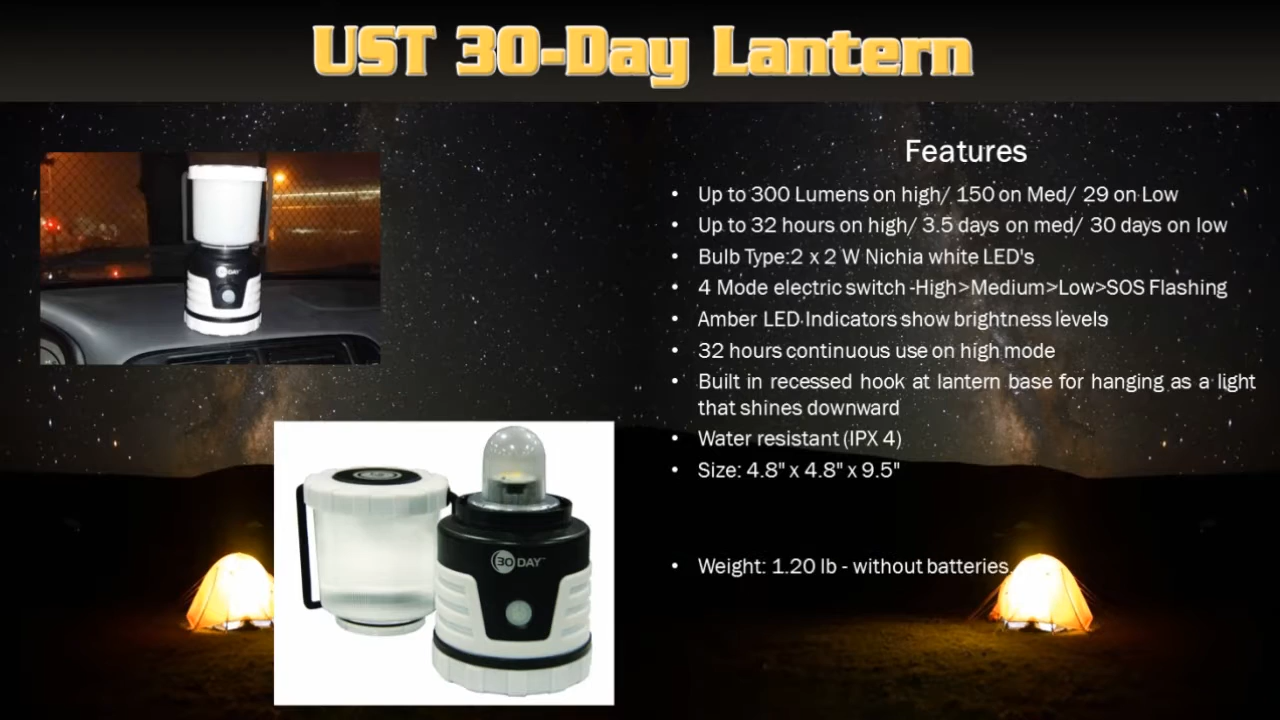 UST 30-Day Lantern
Features
• Up to 300 Lumens on high/ 150 on Med/ 29 on Low
• Up to 32 hours on high/ 3.5 days on med/ 30 days on low
• Bulb Type:2 x 2 W Nichia white LED's
• 4 Mode electric switch -High>Medium>Low>SOS Flashing
• Amber LED Indicators show brightness levels
• 32 hours continuous use on high mode
• Built in recessed hook at lantern base for hanging as a light
that shines downward
• Water resistant (IPX 4)
• Size: 4.8" x 4.8" x 9.5"
• Weight: 1.20 lb - without batteries.
30 DAY
30 DAY™